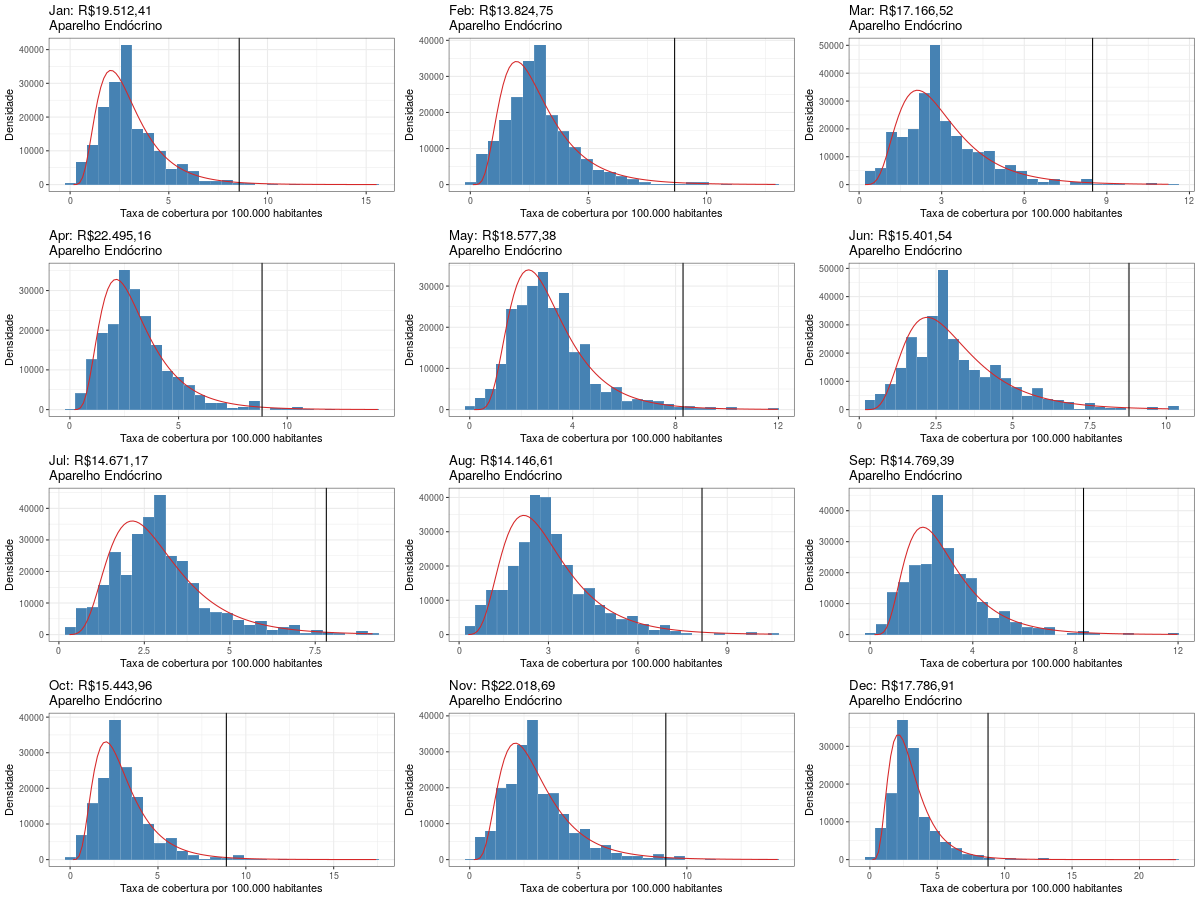 Jan: R$19.512,41
Aparelho Endócrino
Densidade
40000
30000
20000
10000
0
0 5 10 15
Taxa de cobertura por 100.000 habitantes
Feb: R$13.824,75
Aparelho Endócrino
Densidade
40000
30000
20000
10000
0
0 5 10
Taxa de cobertura por 100.000 habitantes
Mar: R$17.166,52
Aparelho Endócrino
Densidade
50000
40000
30000
20000
10000
0
0 3 6 9 12
Taxa de cobertura por 100.000 habitantes
Apr: R$22.495,16
Aparelho Endócrino
Densidade
30000
20000
10000
0
0 5 10
Taxa de cobertura por 100.000 habitantes
May: R$18.577,38
Aparelho Endócrino
Densidade
30000
20000
10000
0
0 4 8 12
Taxa de cobertura por 100.000 habitantes
Jun: R$15.401,54
Aparelho Endócrino
Densidade
50000
40000
30000
20000
10000
0
0 2.5 5 7.5 10
Taxa de cobertura por 100.000 habitantes
Jul: R$14.671,17
Aparelho Endócrino
Densidade
40000
30000
20000
10000
0
0 2.5 5 7.5
Taxa de cobertura por 100.000 habitantes
Aug: R$14.146,61
Aparelho Endócrino
Densidade
40000
30000
20000
10000
0
0 3 6 9
Taxa de cobertura por 100.000 habitantes
Sep: R$14.769,39
Aparelho Endócrino
Densidade
40000
30000
20000
10000
0
0 4 8 12
Taxa de cobertura por 100.000 habitantes
Oct: R$15.443,96
Aparelho Endócrino
Densidade
40000
30000
20000
10000
0
0 5 10 15
Taxa de cobertura por 100.000 habitantes
Nov: R$22.018,69
Aparelho Endócrino
Densidade
40000
30000
20000
10000
0
0 5 10
Taxa de cobertura por 100.000 habitantes
Dec: R$17.786,91
Aparelho Endócrino
Densidade
30000
20000
10000
0
0 5 10 15 20
Taxa de cobertura por 100.000 habitantes